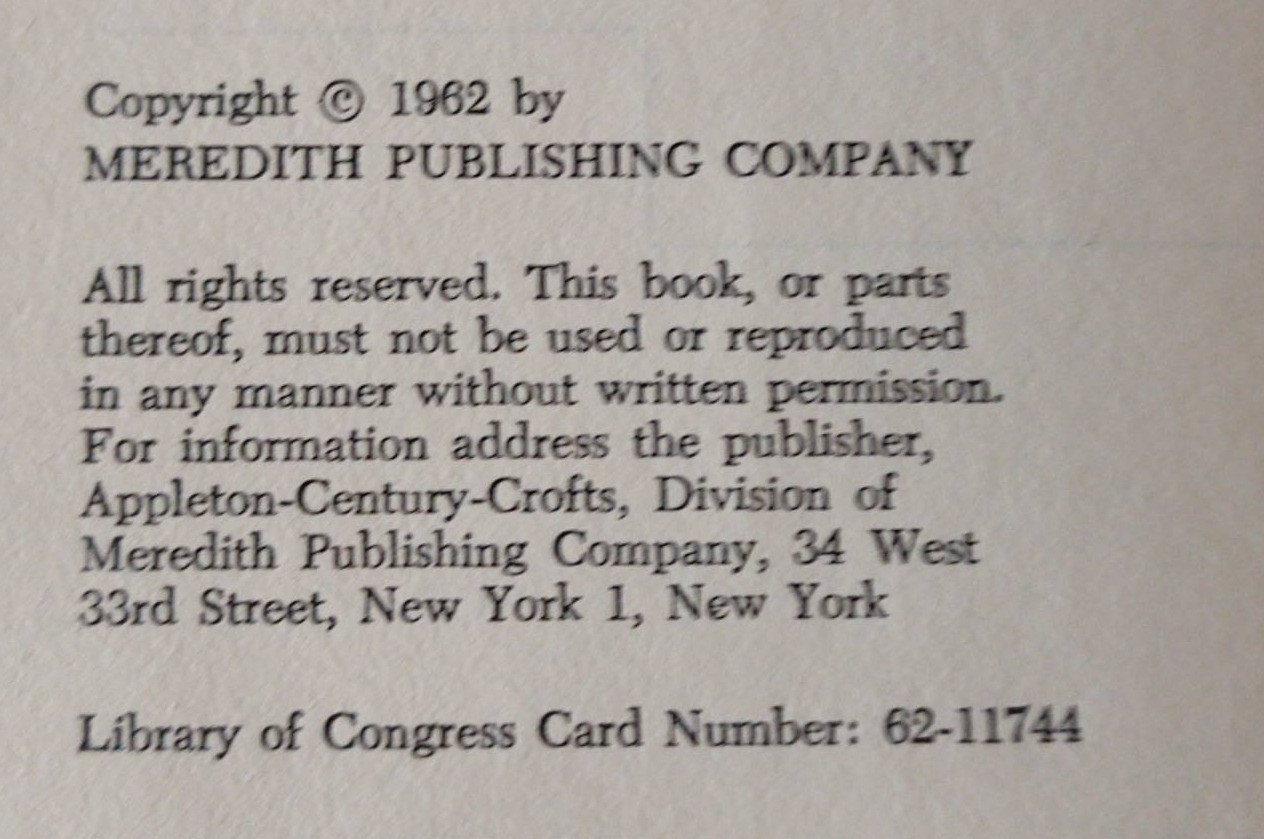 Copyright © 1962 by
MEREDITH PUBLISHING COMPANY
All rights reserved. This book, or parts
thereof, must not be used or reproduced
in any manner without written permission.
For information address the publisher,
Appleton-Century-Crofts, Division of
Meredith Publishing Company, 34 West
33rd Street, New York 1, New York
Library of Congress Card Number: 62-11744